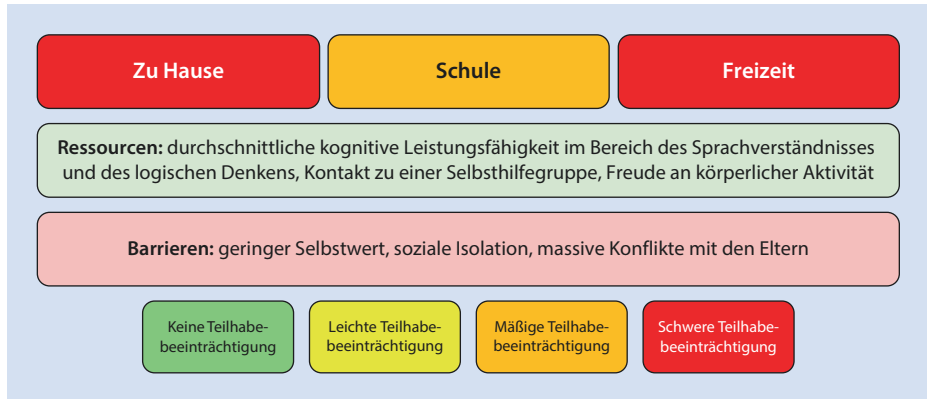 Zu Hause
Schule
Freizeit
Ressourcen: durchschnittliche kognitive Leistungsfähigkeit im Bereich des Sprachverständnisses
und des logischen Denkens, Kontakt zu einer Selbsthilfegruppe, Freude an körperlicher Aktivität
Barrieren: geringer Selbstwert, soziale Isolation, massive Konflikte mit den Eltern
Keine Teilhabe-
beeinträchtigung
Leichte Teilhabe-
beeinträchtigung
Mäßige Teilhabe-
beeinträchtigung
Schwere Teilhabe-
beeinträchtigung